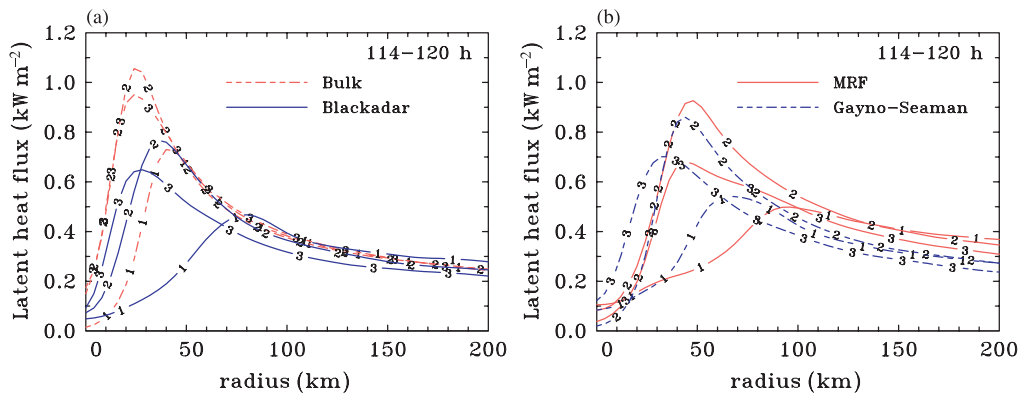 (a)
114-120 h
Bulk
Blackadar
Latent heat flux (kW m⁻²)
1.2
1.0
0.8
0.6
0.4
0.2
0.0
0 50 100 150 200
radius (km)
(b)
114-120 h
MRF
Gayno-Seaman
Latent heat flux (kW m⁻²)
1.2
1.0
0.8
0.6
0.4
0.2
0.0
0 50 100 150 200
radius (km)